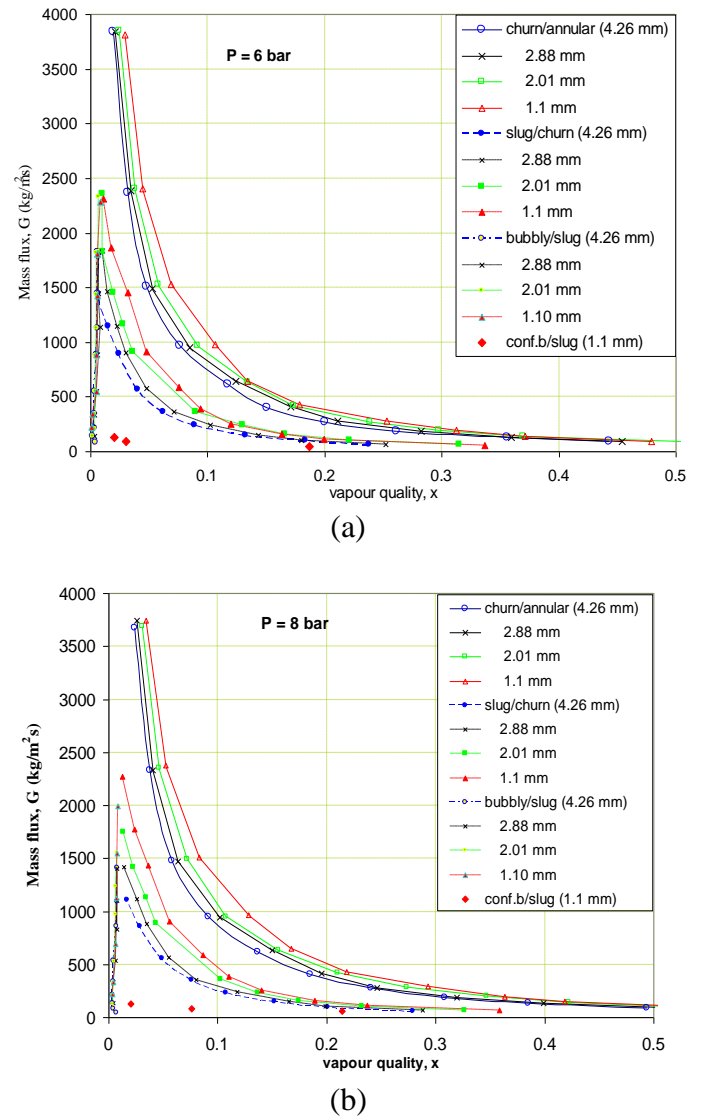 4000
3500
3000
2500
2000
1500
1000
500
0
Mass flux, G (kg/m²s)
P = 6 bar
churn/annular (4.26 mm)
2.88 mm
2.01 mm
1.1 mm
slug/churn (4.26 mm)
2.88 mm
2.01 mm
1.1 mm
bubbly/slug (4.26 mm)
2.88 mm
2.01 mm
1.10 mm
conf.b/slug (1.1 mm)
0 0.1 0.2 0.3 0.4 0.5
vapour quality, x
(a)
4000
3500
3000
2500
2000
1500
1000
500
0
Mass flux, G (kg/m²s)
P = 8 bar
churn/annular (4.26 mm)
2.88 mm
2.01 mm
1.1 mm
slug/churn (4.26 mm)
2.88 mm
2.01 mm
1.1 mm
bubbly/slug (4.26 mm)
2.88 mm
2.01 mm
1.10 mm
conf.b/slug (1.1 mm)
0 0.1 0.2 0.3 0.4 0.5
vapour quality, x
(b)